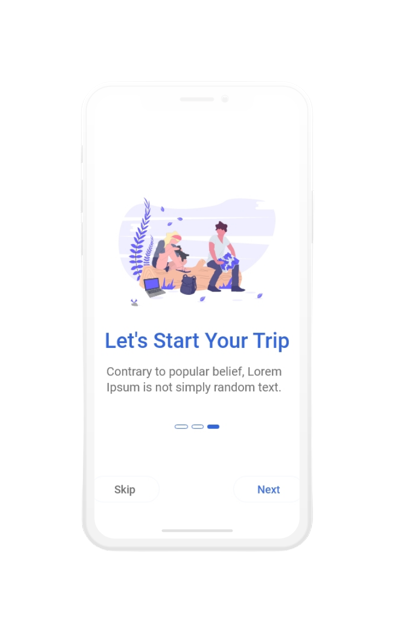 Let's Start Your Trip
Contrary to popular belief, Lorem
Ipsum is not simply random text.
Skip
Next